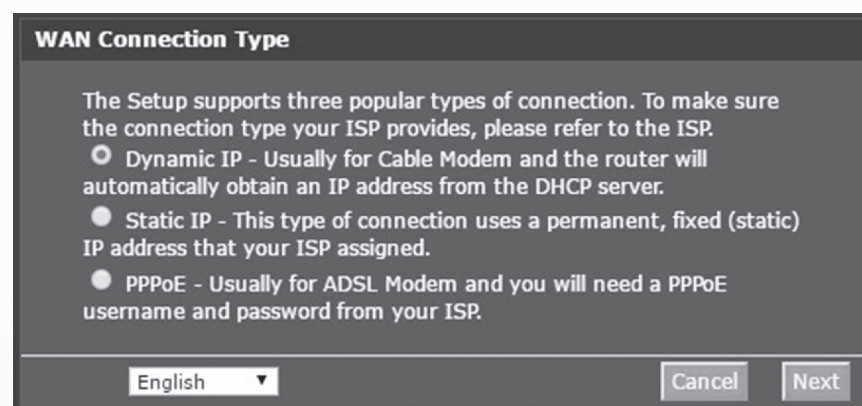 WAN Connection Type
The Setup supports three popular types of connection. To make sure
the connection type your ISP provides, please refer to the ISP.
Dynamic IP - Usually for Cable Modem and the router will
automatically obtain an IP address from the DHCP server.
Static IP - This type of connection uses a permanent, fixed (static)
IP address that your ISP assigned.
PPPoE - Usually for ADSL Modem and you will need a PPPoE
username and password from your ISP.
English
Cancel
Next